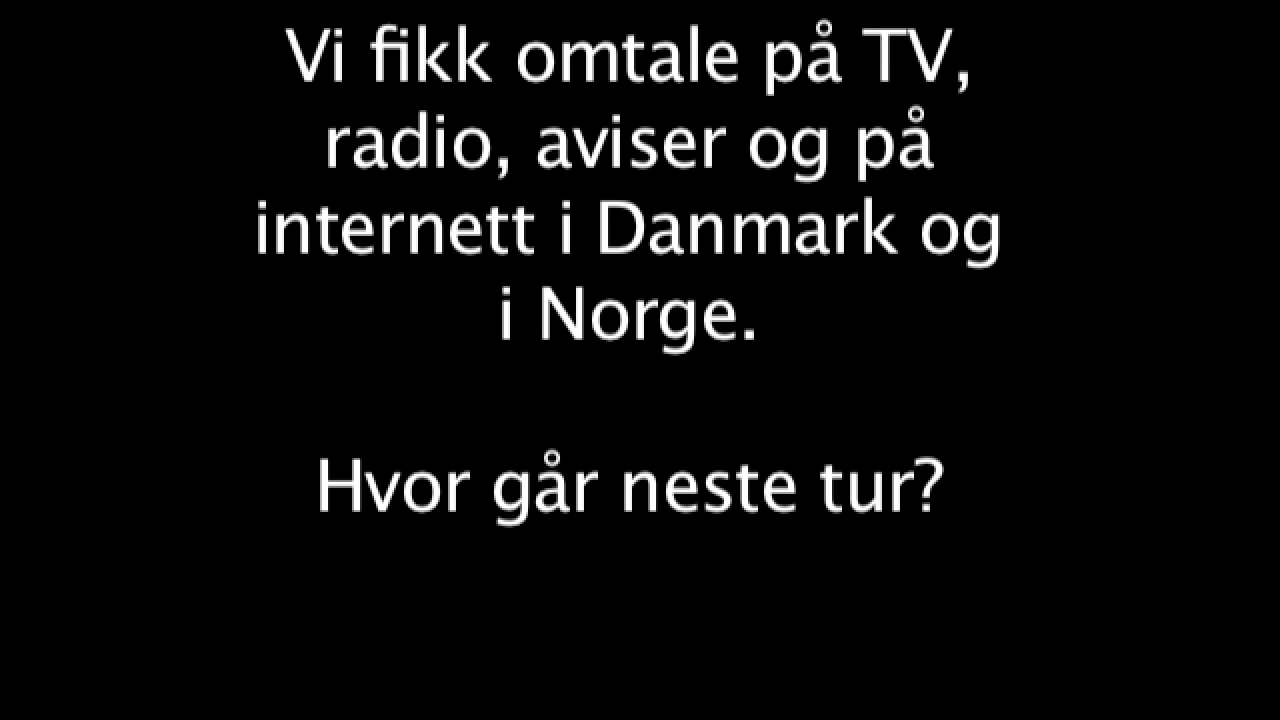 Vi fikk omtale på TV,
radio, aviser og på
internett i Danmark og
i Norge.
Hvor går neste tur?